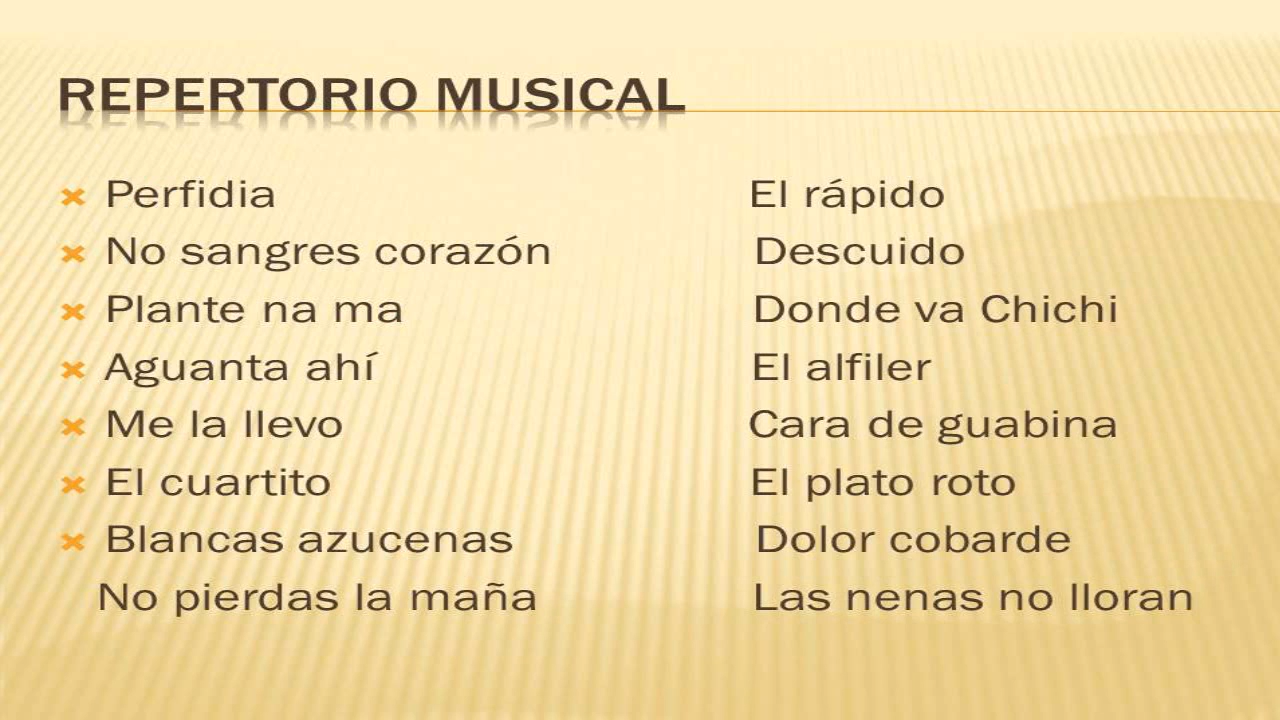 REPERTORIO MUSICAL
Perfidia El rápido
No sangres corazón Descuido
Plante na ma Donde va Chichi
Aguanta ahí El alfiler
Me la llevo Cara de guabina
El cuartito El plato roto
Blancas azucenas Dolor cobarde
No pierdas la maña Las nenas no lloran